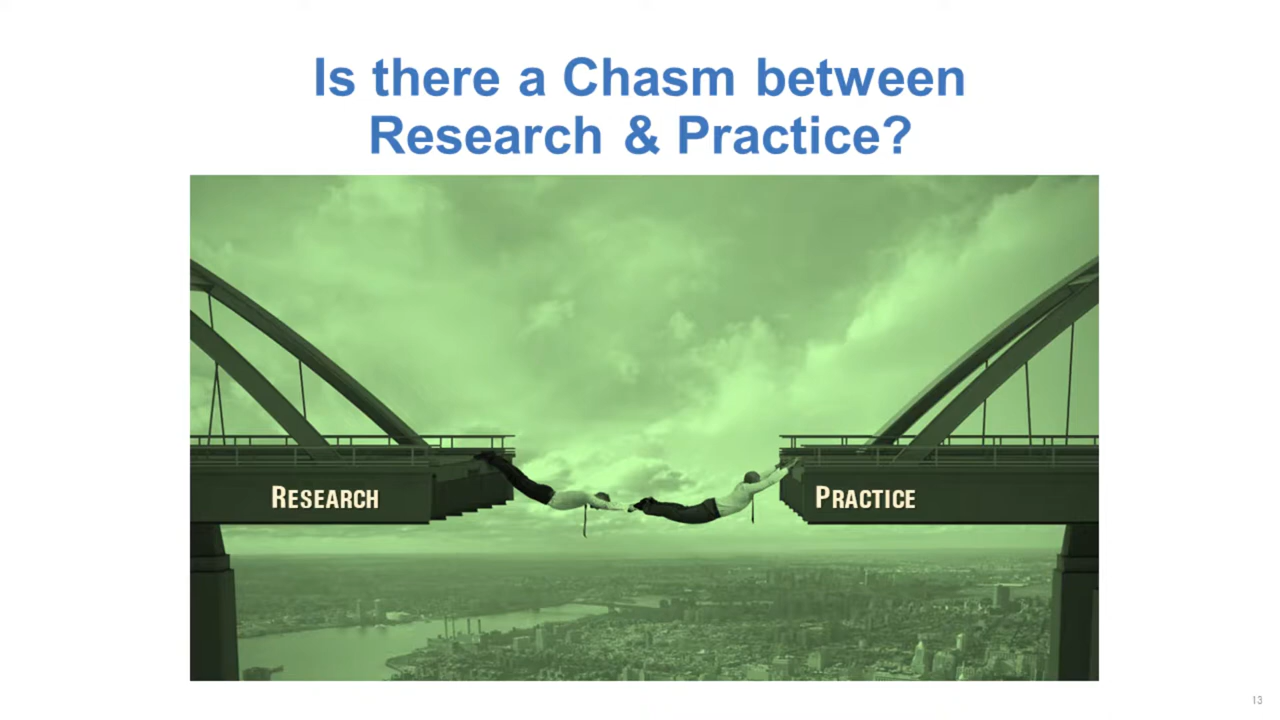 Is there a Chasm between
Research & Practice?
RESEARCH
PRACTICE
13